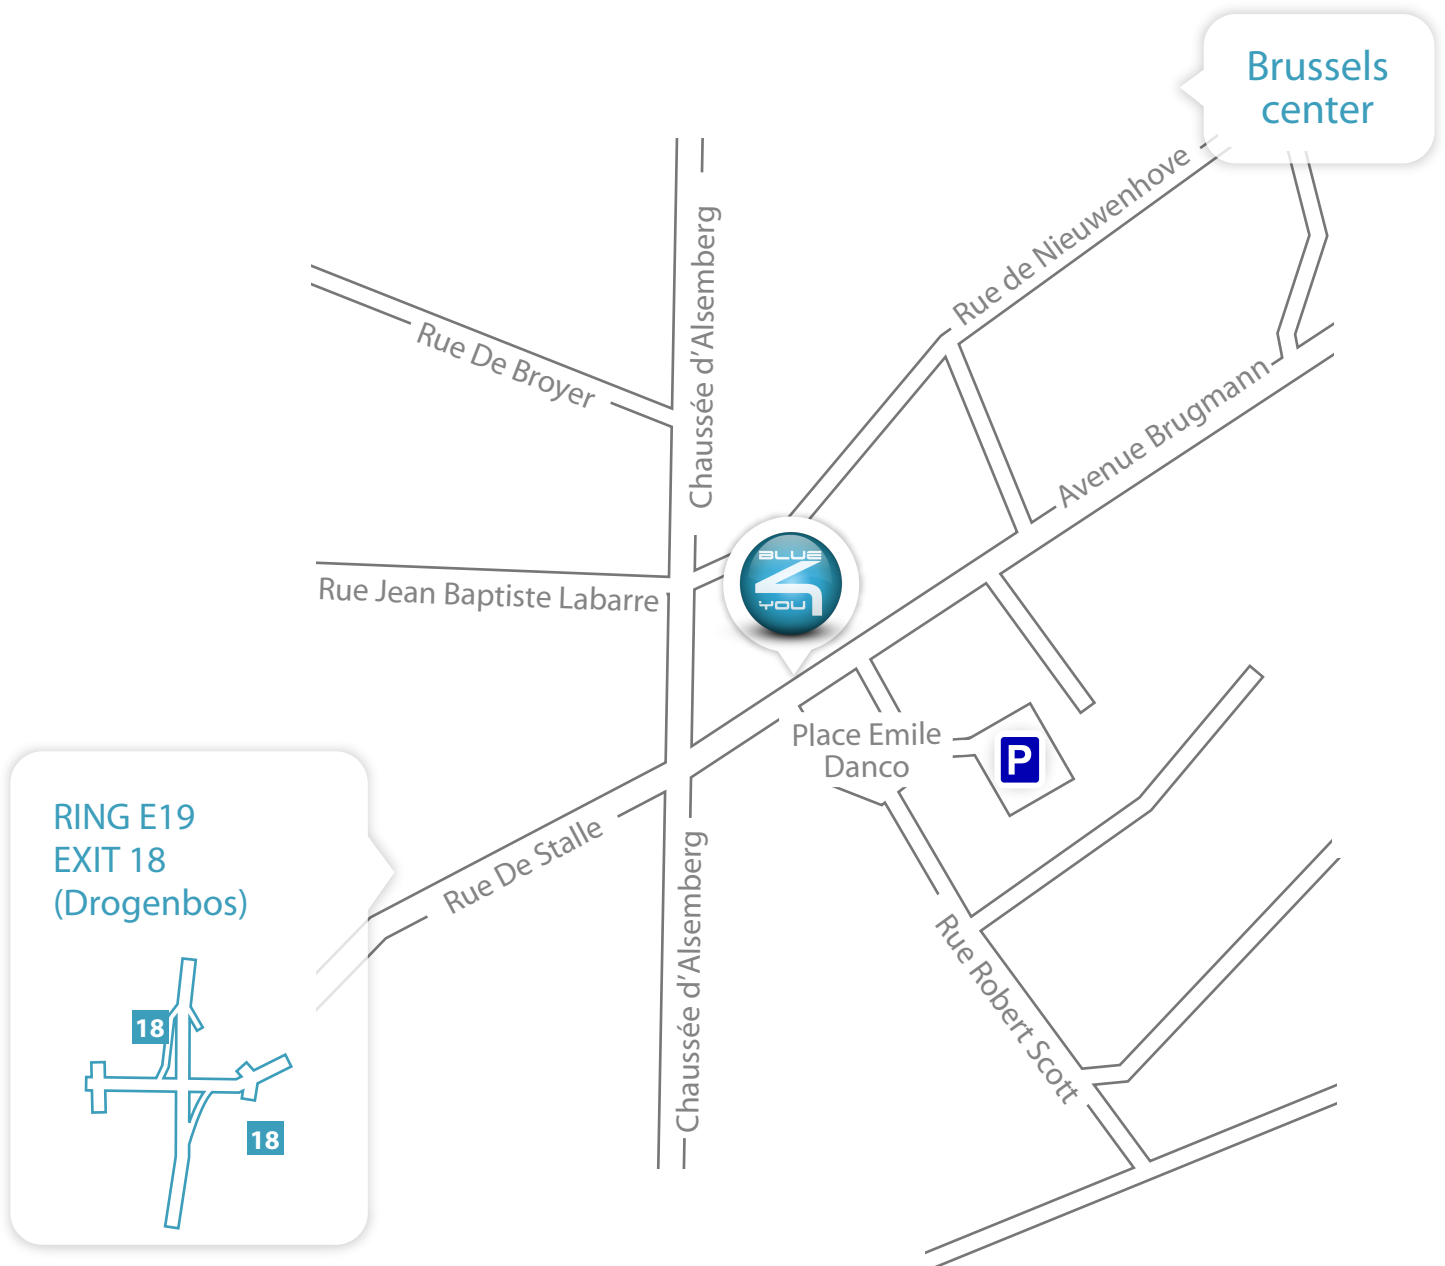 Brussels
center
Rue de Nieuwenhove
Chaussée d'Alsemberg
Rue De Broyer
Avenue Brugmann
BLUE
4
YOU
Rue Jean Baptiste Labarre
Place Emile
Danco
P
RING E19
EXIT 18
(Drogenbos)
Rue De Stalle
Chaussée d'Alsemberg
Rue Robert Scott
18
18